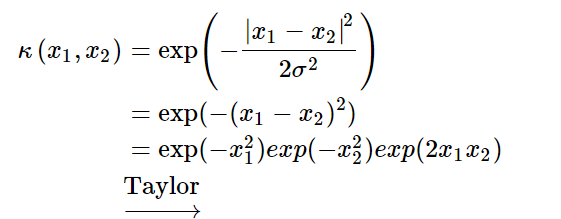 κ (x₁, x₂) = exp(−|x₁ − x₂|²/2σ²)
= exp(−(x₁ − x₂)²)
= exp(−x₁²)exp(−x₂²)exp(2x₁x₂)
Taylor
⟶